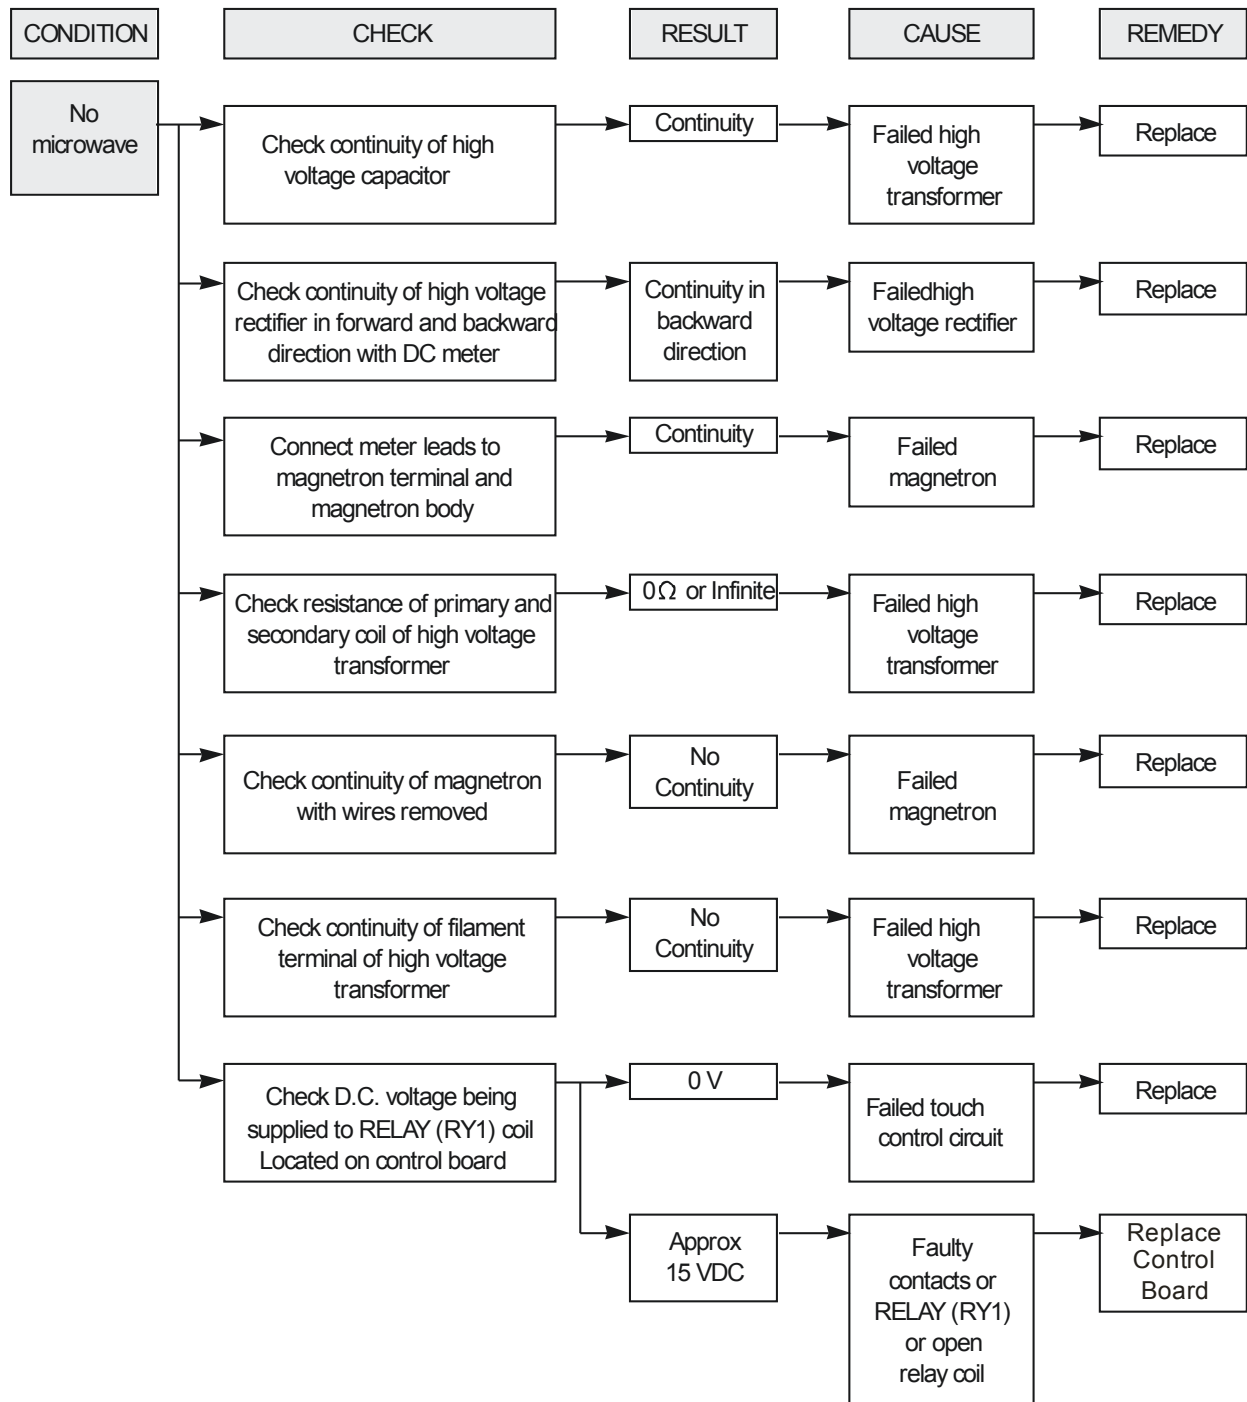 CONDITION
CHECK
RESULT
CAUSE
REMEDY
No
microwave
Check continuity of high
voltage capacitor
Continuity
Failed high
voltage
transformer
Replace
Check continuity of high voltage
rectifier in forward and backward
direction with DC meter
Continuity in
backward
direction
Failedhigh
voltage rectifier
Replace
Connect meter leads to
magnetron terminal and
magnetron body
Continuity
Failed
magnetron
Replace
Check resistance of primary and
secondary coil of high voltage
transformer
0Ω or Infinite
Failed high
voltage
transformer
Replace
Check continuity of magnetron
with wires removed
No
Continuity
Failed
magnetron
Replace
Check continuity of filament
terminal of high voltage
transformer
No
Continuity
Failed high
voltage
transformer
Replace
Check D.C. voltage being
supplied to RELAY (RY1) coil
Located on control board
0 V
Failed touch
control circuit
Replace
Approx
15 VDC
Faulty
contacts or
RELAY (RY1)
or open
relay coil
Replace
Control
Board